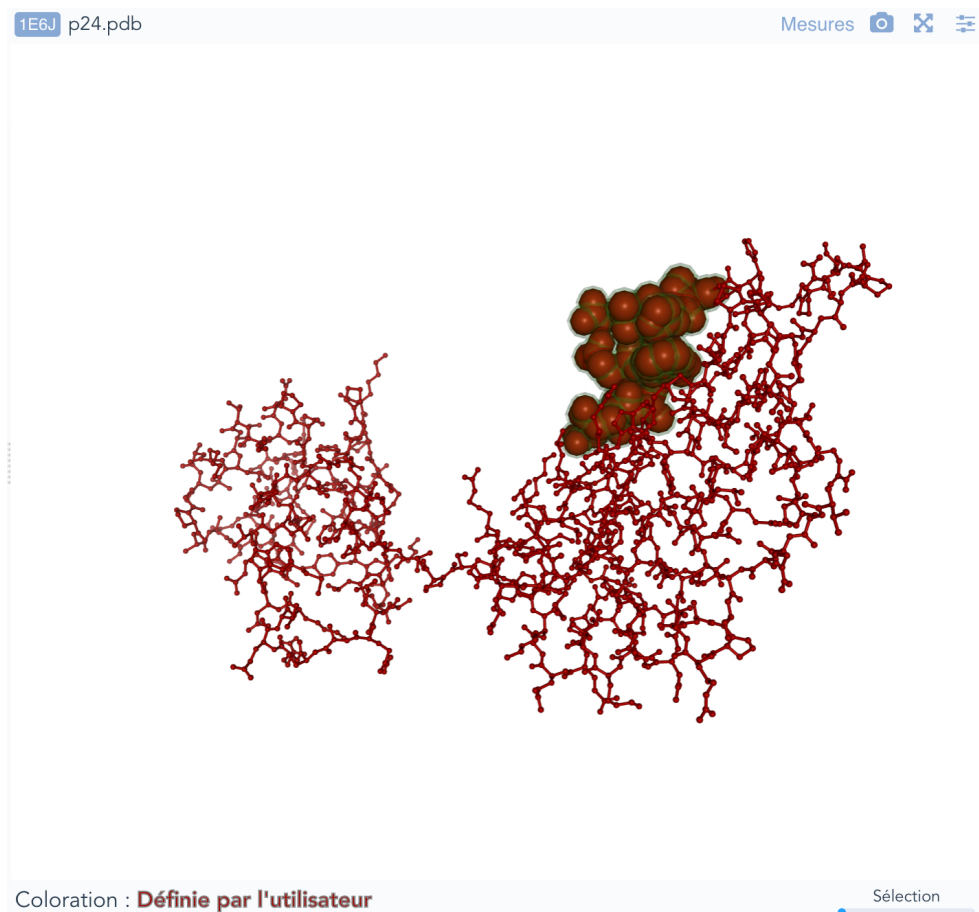 1E6J p24.pdb Mesures
Coloration : Définie par l'utilisateur
Sélection